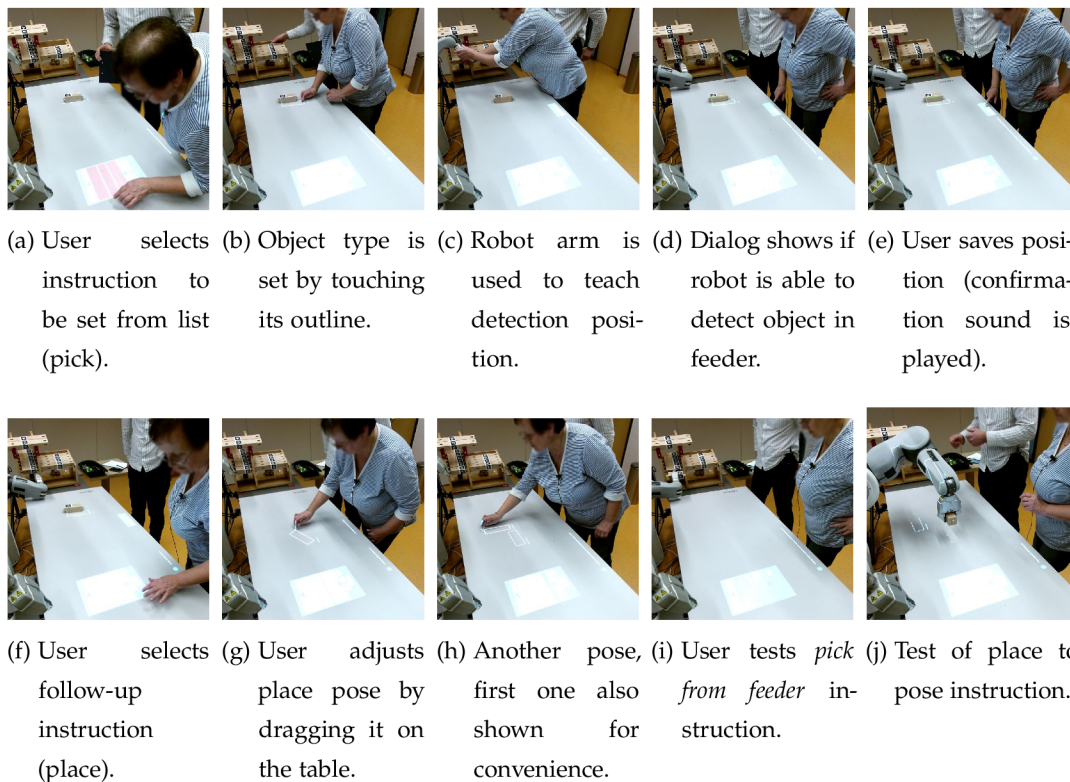 (a) User selects
instruction to
be set from list
(pick).
(b) Object type is
set by touching
its outline.
(c) Robot arm is
used to teach
detection posi-
tion.
(d) Dialog shows if
robot is able to
detect object in
feeder.
(e) User saves posi-
tion (confirma-
tion sound is
played).
(f) User selects
follow-up
instruction
(place).
(g) User adjusts
place pose by
dragging it on
the table.
(h) Another pose,
first one also
shown for
convenience.
(i) User tests pick
from feeder in-
struction.
(j) Test of place to
pose instruction.